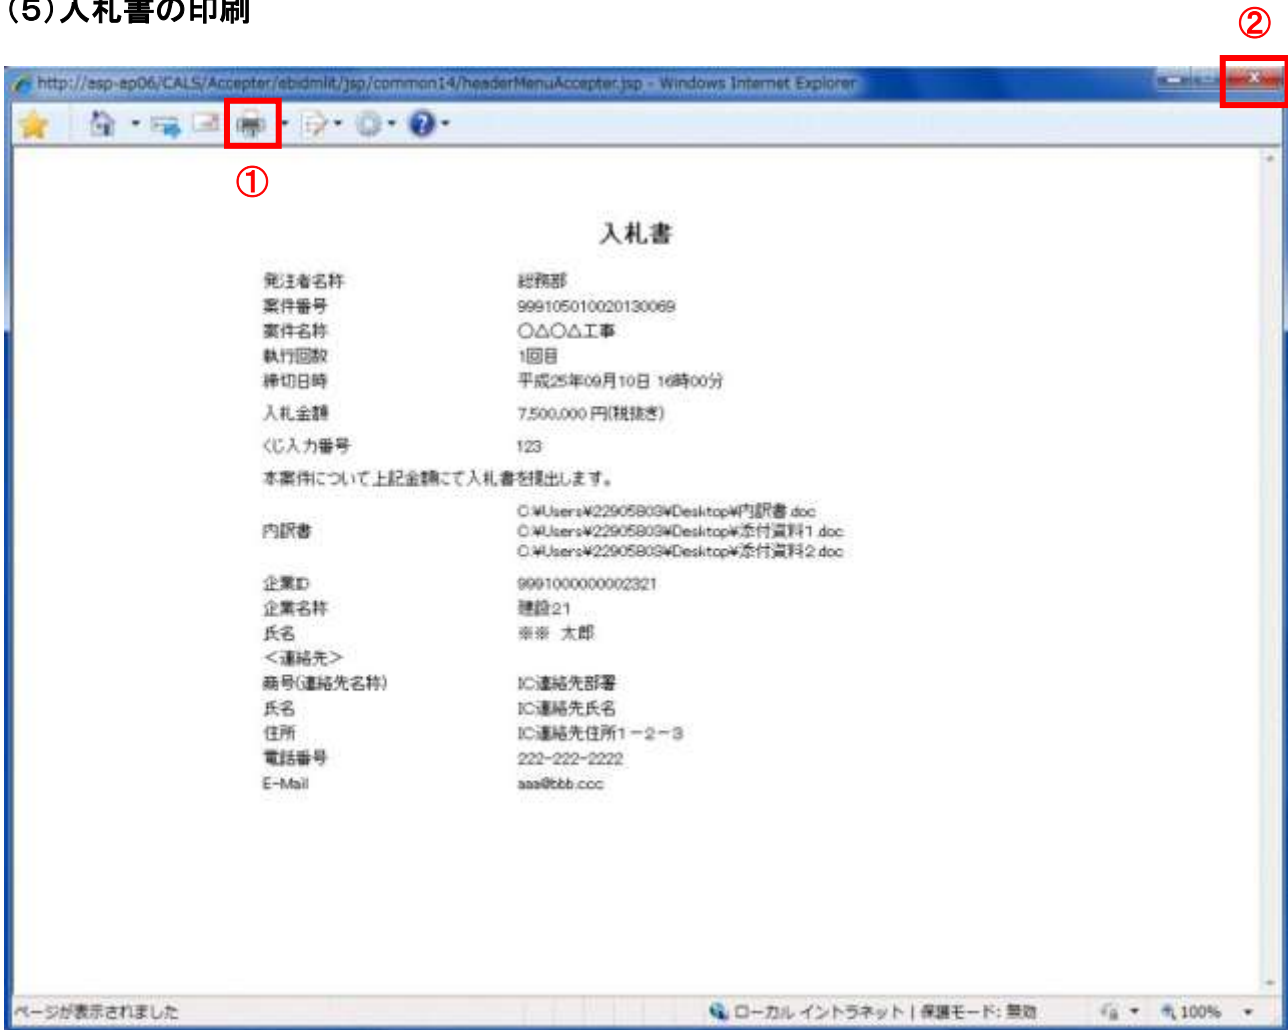 (5)入札書の印刷
②
http://asp-ap06/CALS/Accepter/ebidmlit/jsp/common14/headerMenuAccepter.jsp - Windows Internet Explorer
①
入札書
発注者名称 総務部
案件番号 999105010020130069
案件名称 〇△〇△工事
執行回数 1回目
締切日時 平成25年09月10日 16時00分
入札金額 7,500,000 円(税抜き)
くじ入力番号 123
本案件について上記金額にて入札書を提出します。
内訳書 C:¥Users¥22905803¥Desktop¥内訳書.doc
C:¥Users¥22905803¥Desktop¥添付資料1.doc
C:¥Users¥22905803¥Desktop¥添付資料2.doc
企業ID 9991000000002321
企業名称 建設21
氏名 ※※ 太郎
<連絡先>
商号(連絡先名称) IC連絡先部署
氏名 IC連絡先氏名
住所 IC連絡先住所1-2-3
電話番号 222-222-2222
E-Mail aaa@bbb.ccc
ページが表示されました ローカル イントラネット | 保護モード: 無効 100%